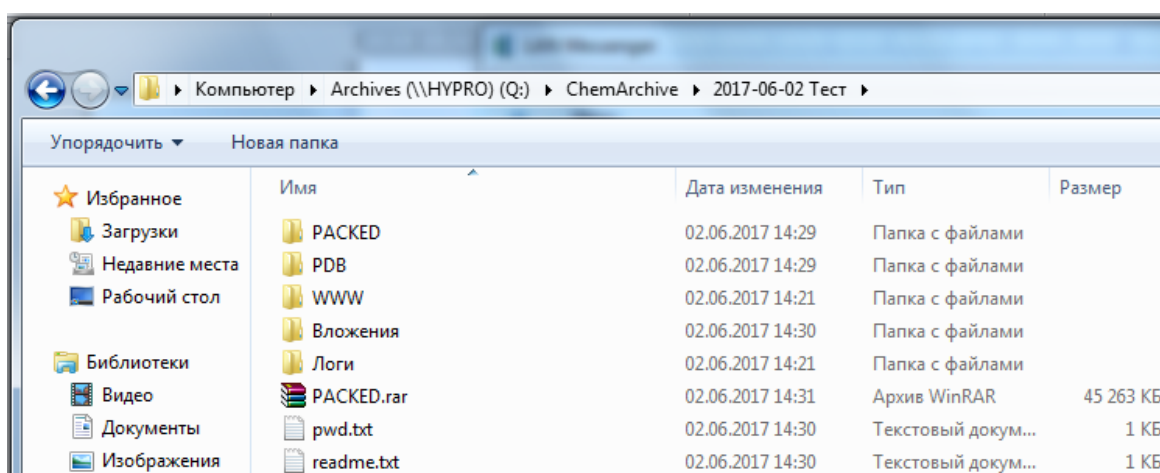 Компьютер Archives (\\HYPRO) (Q:) ChemArchive 2017-06-02 Тест
Упорядочить Новая папка
Избранное
Загрузки
Недавние места
Рабочий стол
Библиотеки
Видео
Документы
Изображения
Имя Дата изменения Тип Размер
PACKED 02.06.2017 14:29 Папка с файлами
PDB 02.06.2017 14:29 Папка с файлами
WWW 02.06.2017 14:21 Папка с файлами
Вложения 02.06.2017 14:30 Папка с файлами
Логи 02.06.2017 14:21 Папка с файлами
PACKED.rar 02.06.2017 14:31 Архив WinRAR 45 263 КБ
pwd.txt 02.06.2017 14:30 Текстовый докум... 1 КБ
readme.txt 02.06.2017 14:30 Текстовый докум... 1 КБ